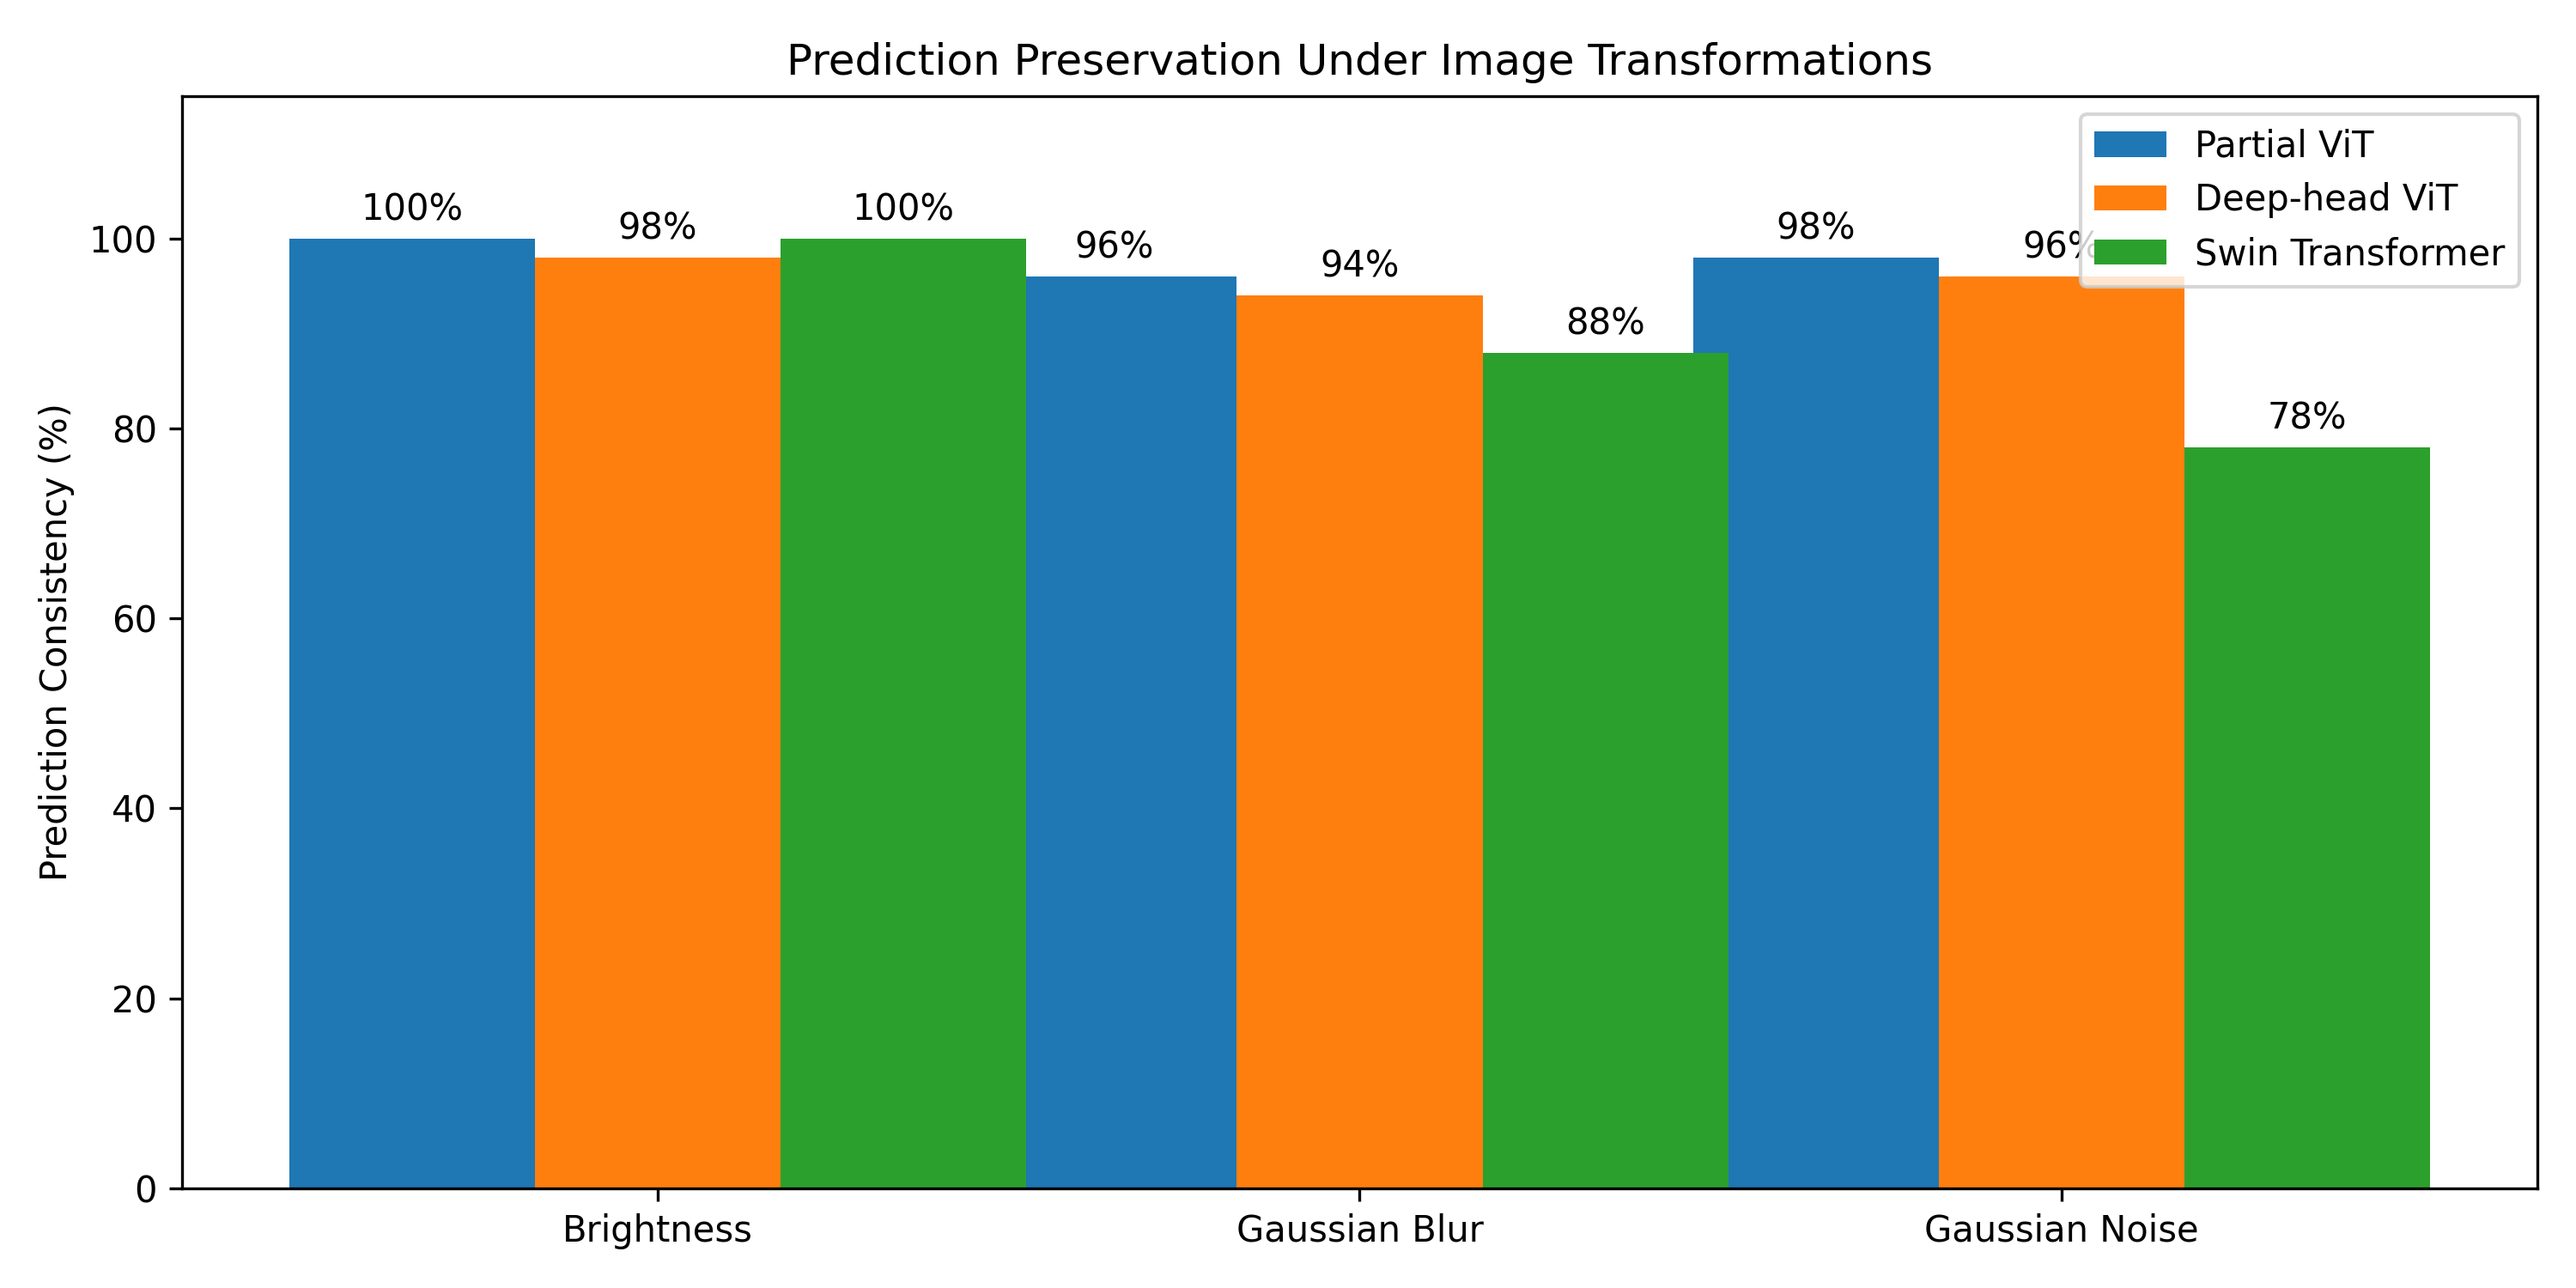 Prediction Preservation Under Image Transformations
Partial ViT
Deep-head ViT
Swin Transformer
100%
98%
100%
96%
94%
88%
98%
96%
78%
Prediction Consistency (%)
100
80
60
40
20
0
Brightness
Gaussian Blur
Gaussian Noise